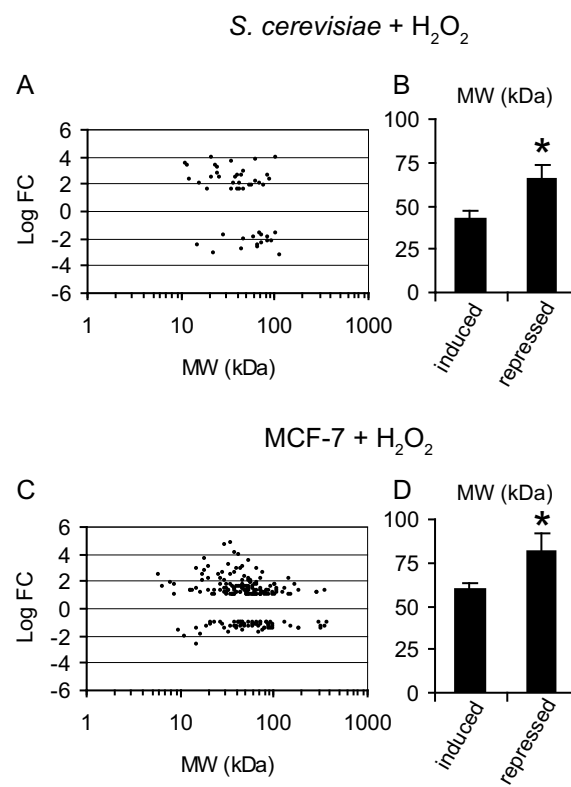 S. cerevisiae + H₂O₂
A
B
MW (kDa)
Log FC
6
4
2
0
-2
-4
-6
1
10
100
1000
MW (kDa)
100
75
50
25
0
*
induced
repressed
MCF-7 + H₂O₂
C
D
MW (kDa)
Log FC
6
4
2
0
-2
-4
-6
1
10
100
1000
MW (kDa)
100
75
50
25
0
*
induced
repressed